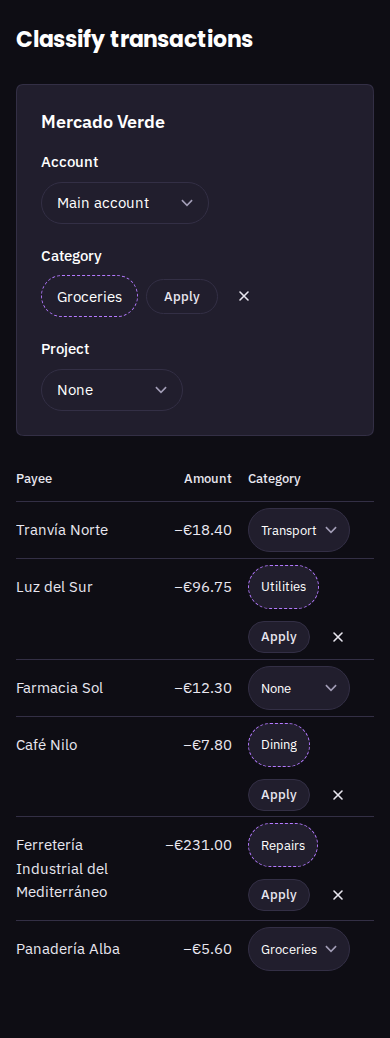 Classify transactions
Mercado Verde
Account
Main account
Category
Groceries Apply ×
Project
None
Payee Amount Category
Tranvía Norte −€18.40 Transport
Luz del Sur −€96.75 Utilities
Apply ×
Farmacia Sol −€12.30 None
Café Nilo −€7.80 Dining
Apply ×
Ferretería −€231.00 Repairs
Industrial del
Mediterráneo Apply ×
Panadería Alba −€5.60 Groceries